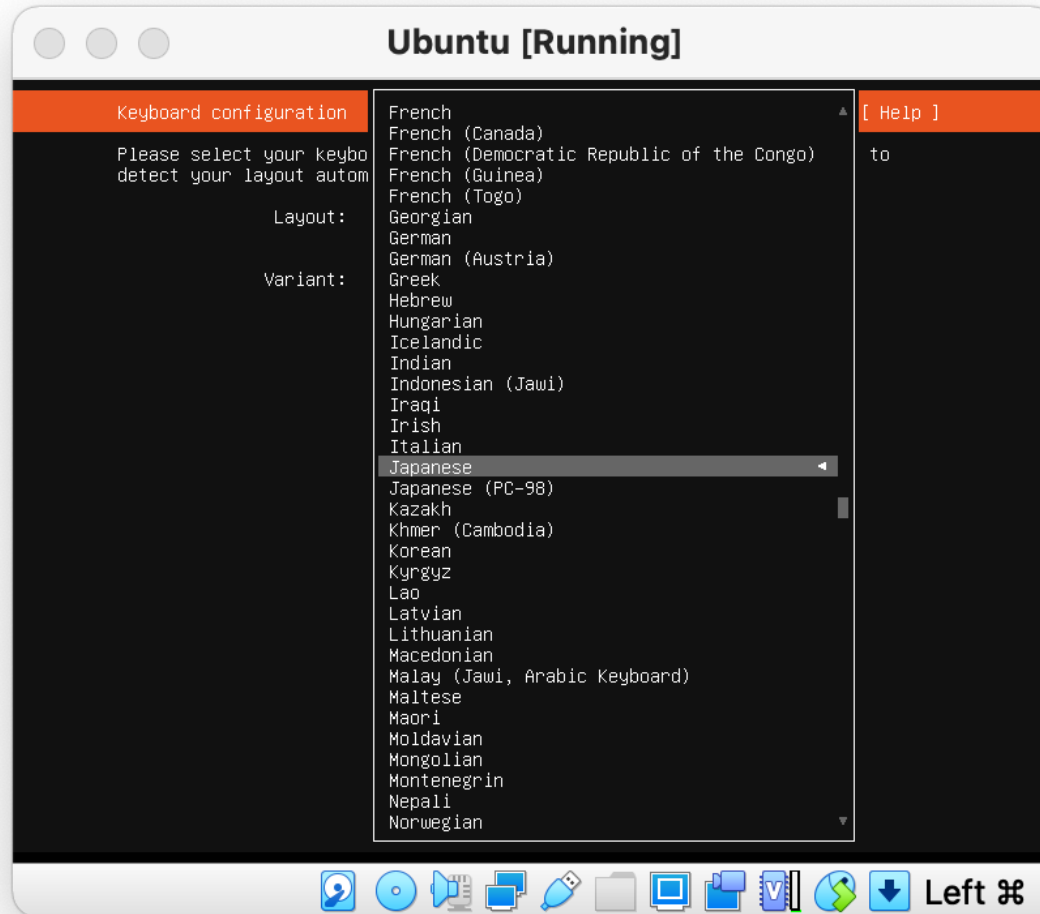 Ubuntu [Running]
Keyboard configuration
[ Help ]
Please select your keybo
to
detect your layout autom
Layout:
Variant:
French
French (Canada)
French (Democratic Republic of the Congo)
French (Guinea)
French (Togo)
Georgian
German
German (Austria)
Greek
Hebrew
Hungarian
Icelandic
Indian
Indonesian (Jawi)
Iraqi
Irish
Italian
Japanese
Japanese (PC-98)
Kazakh
Khmer (Cambodia)
Korean
Kyrgyz
Lao
Latvian
Lithuanian
Macedonian
Malay (Jawi, Arabic Keyboard)
Maltese
Maori
Moldavian
Mongolian
Montenegrin
Nepali
Norwegian
V
Left ⌘